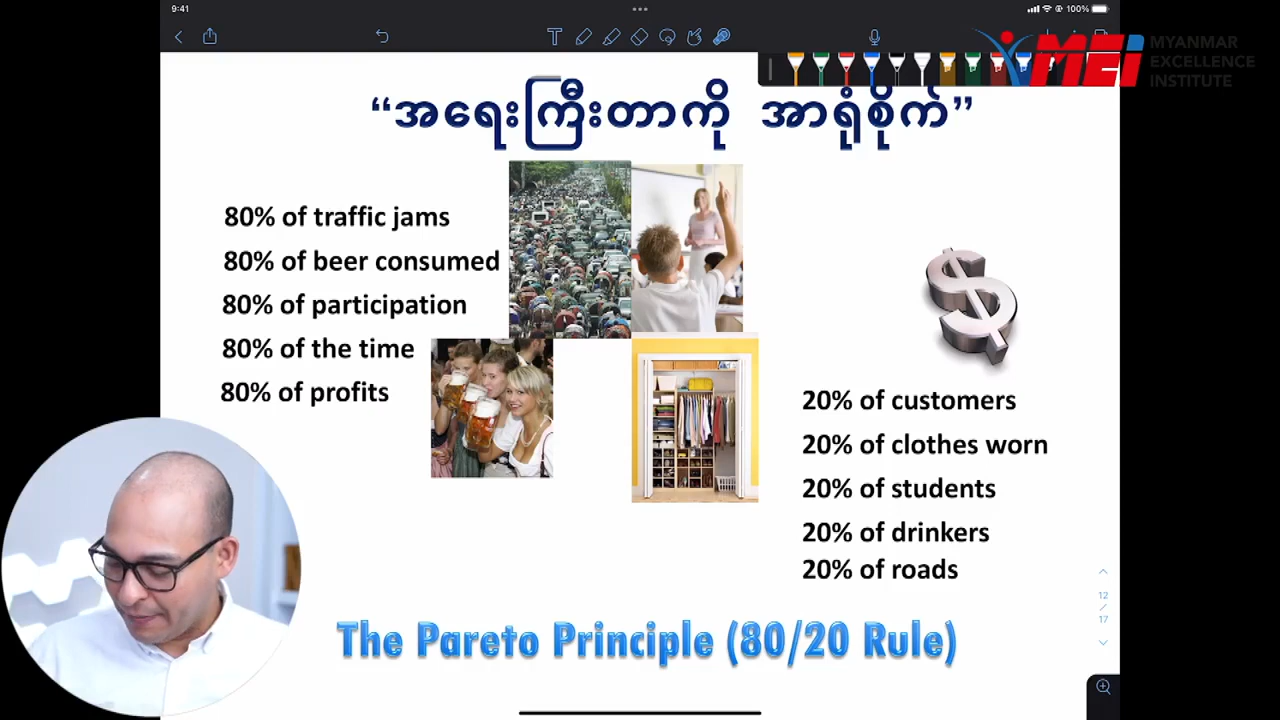 9:41
100%
MEi
MYANMAR
EXCELLENCE
INSTITUTE
“အရေးကြီးတာကို အာရုံစိုက်”
80% of traffic jams
80% of beer consumed
80% of participation
80% of the time
80% of profits
20% of customers
20% of clothes worn
20% of students
20% of drinkers
20% of roads
12
/
17
The Pareto Principle (80/20 Rule)